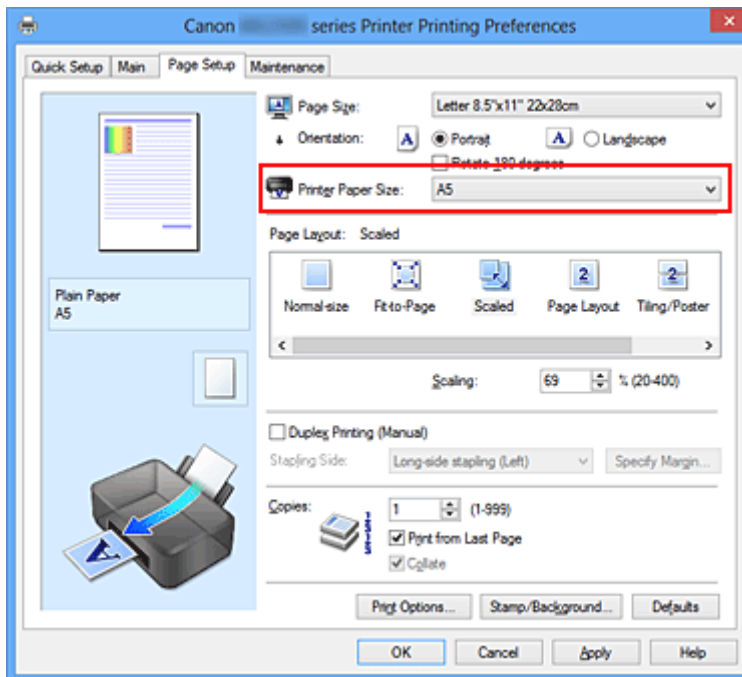 Canon series Printer Printing Preferences
Quick Setup Main Page Setup Maintenance
Page Size: Letter 8.5"x11" 22x28cm
Orientation: A Portrait A Landscape
Rotate 180 degrees
Printer Paper Size: A5
Page Layout: Scaled
Normal-size Fit-to-Page Scaled Page Layout Tiling/Poster
Plain Paper
A5
Scaling: 69 % (20-400)
Duplex Printing (Manual)
Stapling Side: Long-side stapling (Left) Specify Margin...
Copies: 1 (1-999)
Print from Last Page
Collate
Print Options... Stamp/Background... Defaults
OK Cancel Apply Help